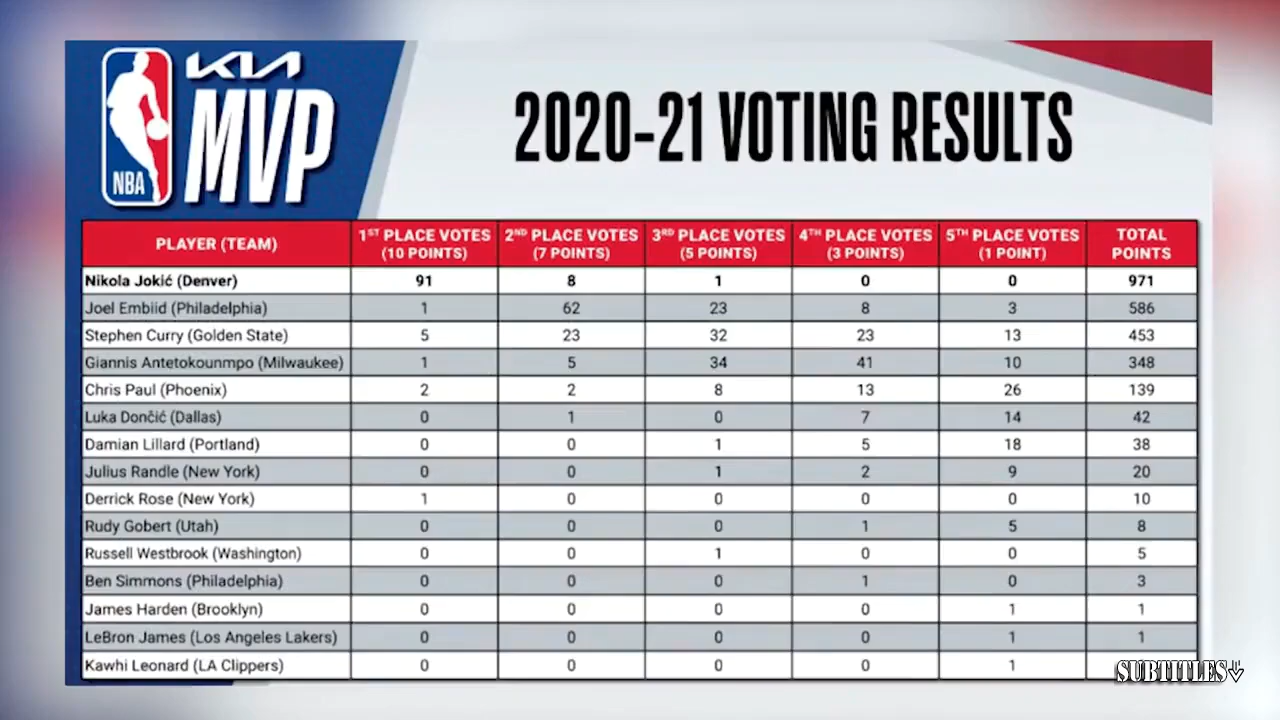 KIA
MVP
NBA
2020-21 VOTING RESULTS
PLAYER (TEAM) 1ST PLACE VOTES (10 POINTS) 2ND PLACE VOTES (7 POINTS) 3RD PLACE VOTES (5 POINTS) 4TH PLACE VOTES (3 POINTS) 5TH PLACE VOTES (1 POINT) TOTAL POINTS
Nikola Jokić (Denver) 91 8 1 0 0 971
Joel Embiid (Philadelphia) 1 62 23 8 3 586
Stephen Curry (Golden State) 5 23 32 23 13 453
Giannis Antetokounmpo (Milwaukee) 1 5 34 41 10 348
Chris Paul (Phoenix) 2 2 8 13 26 139
Luka Dončić (Dallas) 0 1 0 7 14 42
Damian Lillard (Portland) 0 0 1 5 18 38
Julius Randle (New York) 0 0 1 2 9 20
Derrick Rose (New York) 1 0 0 0 0 10
Rudy Gobert (Utah) 0 0 0 1 5 8
Russell Westbrook (Washington) 0 0 1 0 0 5
Ben Simmons (Philadelphia) 0 0 0 1 0 3
James Harden (Brooklyn) 0 0 0 0 1 1
LeBron James (Los Angeles Lakers) 0 0 0 0 1 1
Kawhi Leonard (LA Clippers) 0 0 0 0 1
SUBTITLES